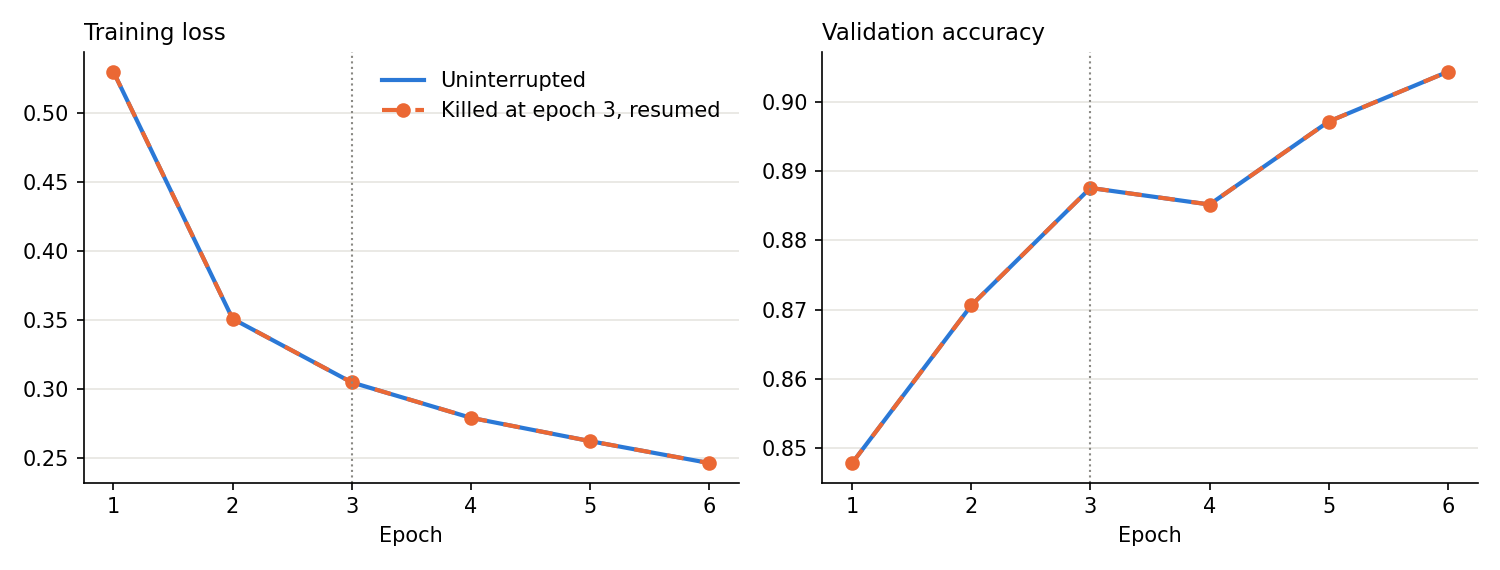 Training loss
Uninterrupted
Killed at epoch 3, resumed
0.50
0.45
0.40
0.35
0.30
0.25
1 2 3 4 5 6
Epoch
Validation accuracy
0.90
0.89
0.88
0.87
0.86
0.85
1 2 3 4 5 6
Epoch